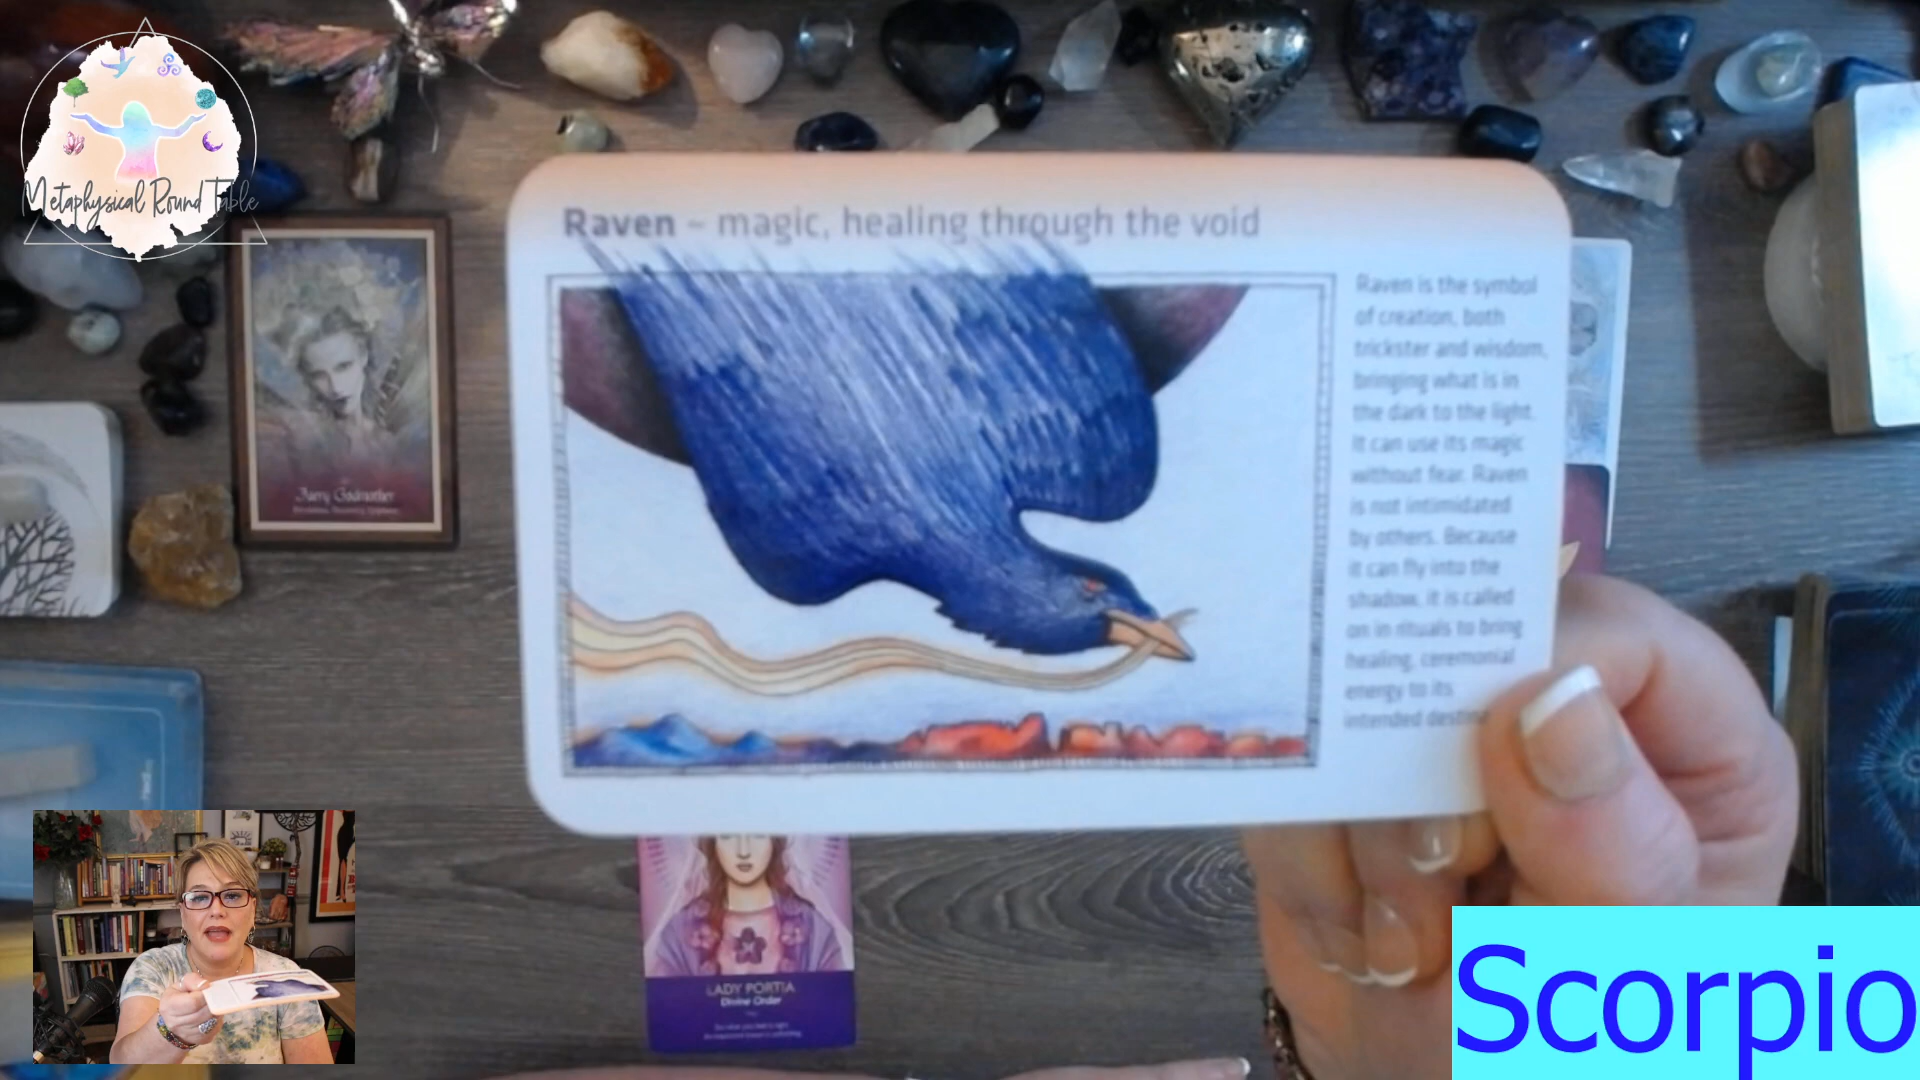 Metaphysical Round Table
Raven ~ magic, healing through the void
Raven is the symbol
of creation, both
trickster and wisdom,
bringing what is in
the dark to the light.
It can use its magic
without fear. Raven
is not intimidated
by others. Because
it can fly into the
shadow, it is called
on in rituals to bring
healing, ceremonial
energy to its
intended
Faery Godmother
LADY PORTIA
Divine Order
Scorpio